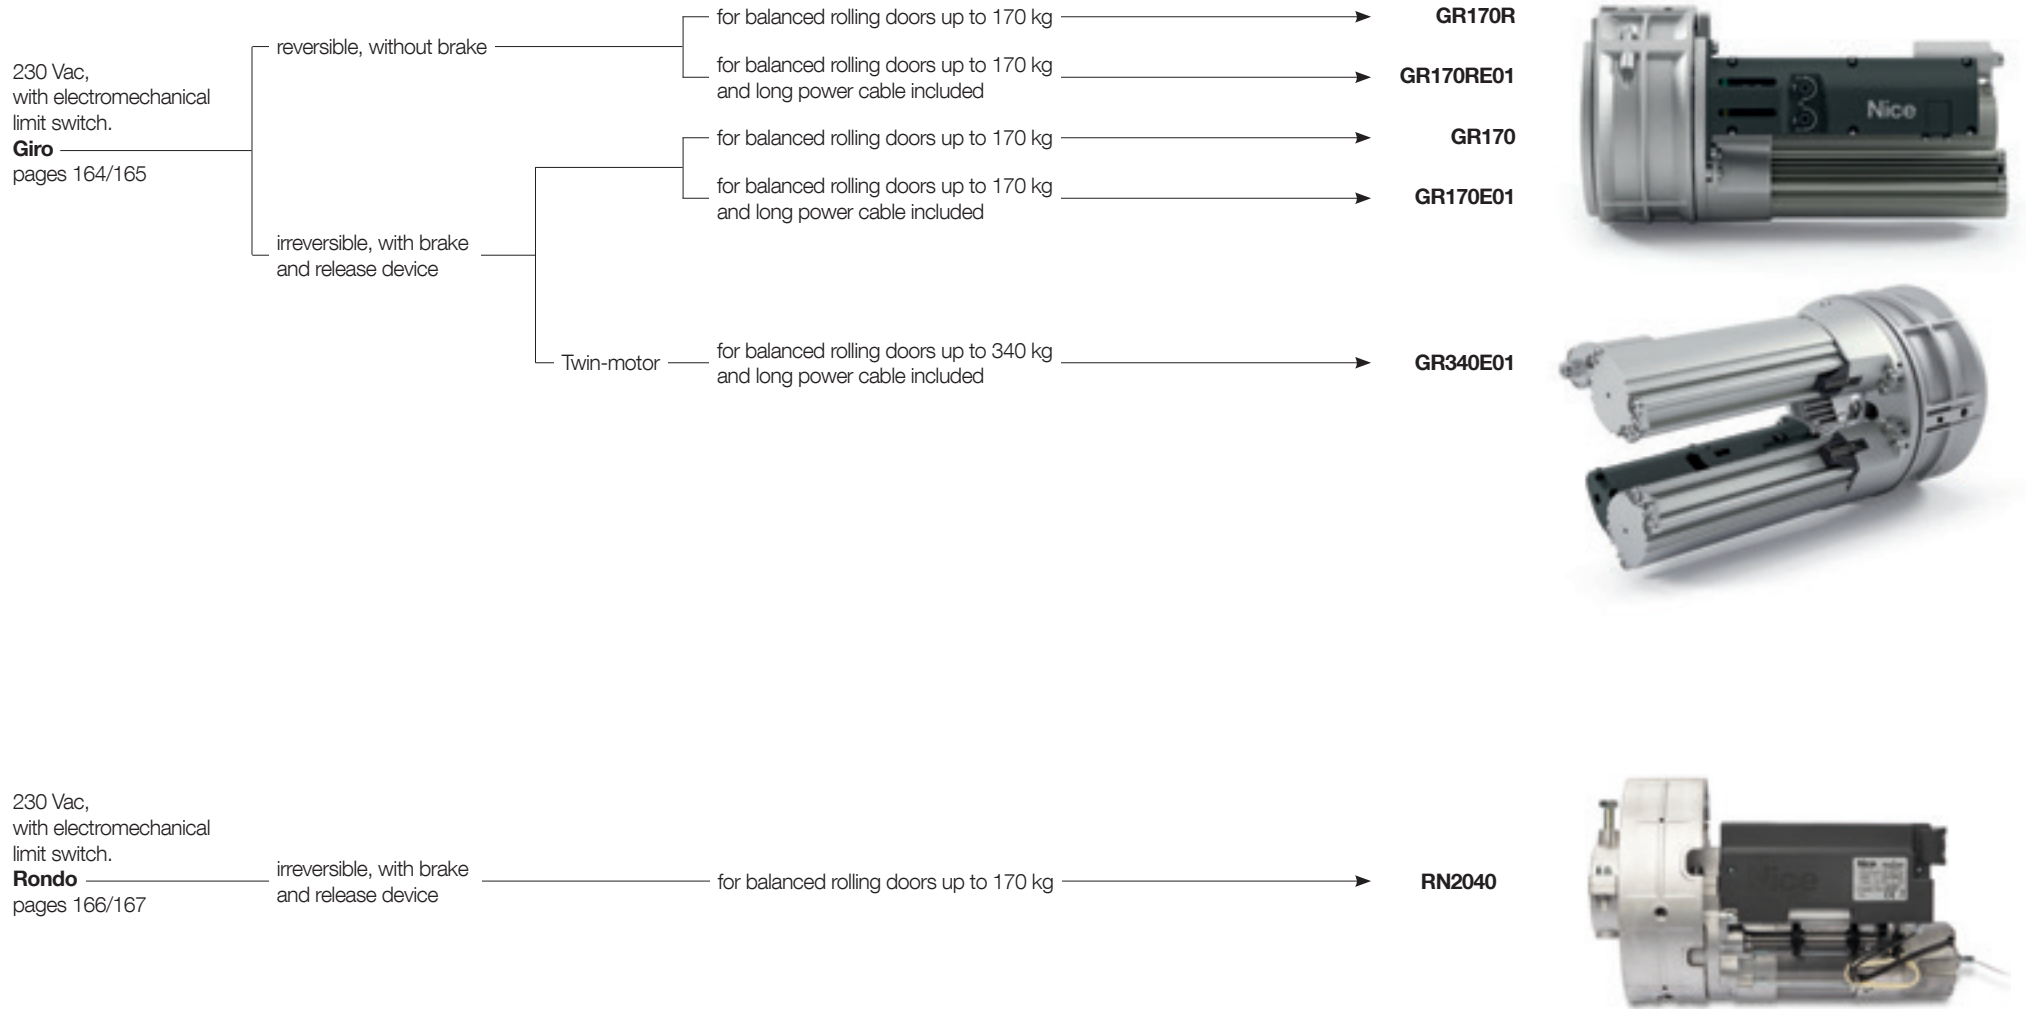 for balanced rolling doors up to 170 kg
GR170R
reversible, without brake
for balanced rolling doors up to 170 kg
and long power cable included
GR170RE01
230 Vac,
with electromechanical
limit switch.
Giro
pages 164/165
for balanced rolling doors up to 170 kg
GR170
for balanced rolling doors up to 170 kg
and long power cable included
GR170E01
irreversible, with brake
and release device
Twin-motor
for balanced rolling doors up to 340 kg
and long power cable included
GR340E01
Nice
230 Vac,
with electromechanical
limit switch.
Rondo
pages 166/167
irreversible, with brake
and release device
for balanced rolling doors up to 170 kg
RN2040
Nice